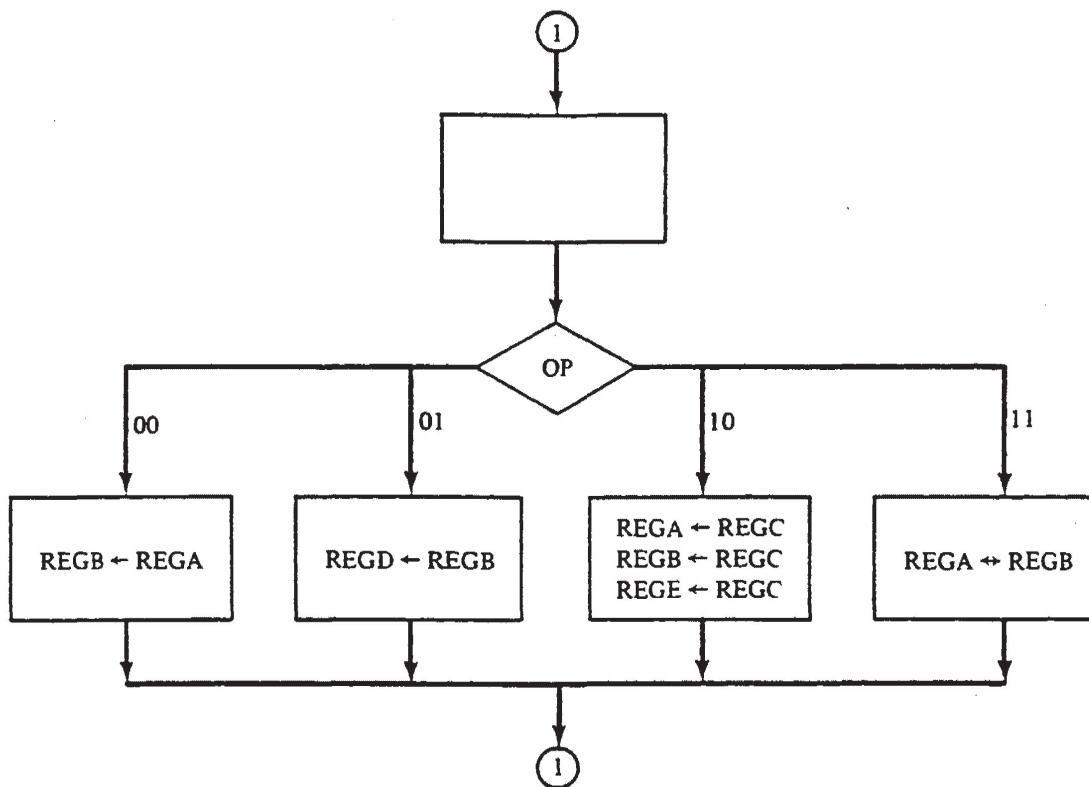 1
OP
00
01
10
11
REGB ← REGA
REGD ← REGB
REGA ← REGC
REGB ← REGC
REGE ← REGC
REGA ↔ REGB
1